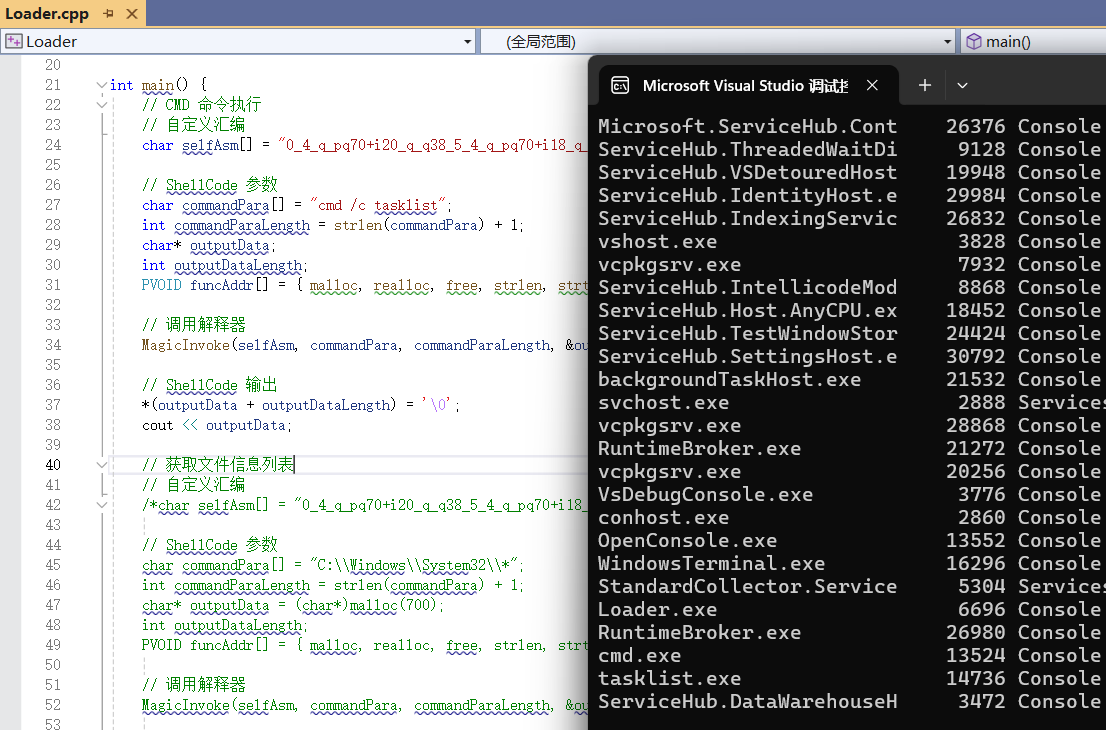 Loader.cpp
Loader
(全局范围)
main()
20
21 int main() {
22 // CMD 命令执行
23 // 自定义汇编
24 char selfAsm[] = "0_4_q_pq70+i20_q_q38_5_4_q_pq70+i18_q_
25
26 // ShellCode 参数
27 char commandPara[] = "cmd /c tasklist";
28 int commandParaLength = strlen(commandPara) + 1;
29 char* outputData;
30 int outputDataLength;
31 PVOID funcAddr[] = { malloc, realloc, free, strlen, strt
32
33 // 调用解释器
34 MagicInvoke(selfAsm, commandPara, commandParaLength, &ou
35
36 // ShellCode 输出
37 *(outputData + outputDataLength) = '\0';
38 cout << outputData;
39
40 // 获取文件信息列表
41 // 自定义汇编
42 /*char selfAsm[] = "0_4_q_pq70+i20_q_q38_5_4_q_pq70+i18_
43
44 // ShellCode 参数
45 char commandPara[] = "C:\\Windows\\System32\\*";
46 int commandParaLength = strlen(commandPara) + 1;
47 char* outputData = (char*)malloc(700);
48 int outputDataLength;
49 PVOID funcAddr[] = { malloc, realloc, free, strlen, strt
50
51 // 调用解释器
52 MagicInvoke(selfAsm, commandPara, commandParaLength, &ou
53
Microsoft Visual Studio 调试
Microsoft.ServiceHub.Cont 26376 Console
ServiceHub.ThreadedWaitDi 9128 Console
ServiceHub.VSDetouredHost 19948 Console
ServiceHub.IdentityHost.e 29984 Console
ServiceHub.IndexingServic 26832 Console
vshost.exe 3828 Console
vcpkgsrv.exe 7932 Console
ServiceHub.IntellicodeMod 8868 Console
ServiceHub.Host.AnyCPU.ex 18452 Console
ServiceHub.TestWindowStor 24424 Console
ServiceHub.SettingsHost.e 30792 Console
backgroundTaskHost.exe 21532 Console
svchost.exe 2888 Services
vcpkgsrv.exe 28868 Console
RuntimeBroker.exe 21272 Console
vcpkgsrv.exe 20256 Console
VsDebugConsole.exe 3776 Console
conhost.exe 2860 Console
OpenConsole.exe 13552 Console
WindowsTerminal.exe 16296 Console
StandardCollector.Service 5304 Services
Loader.exe 6696 Console
RuntimeBroker.exe 26980 Console
cmd.exe 13524 Console
tasklist.exe 14736 Console
ServiceHub.DataWarehouseH 3472 Console